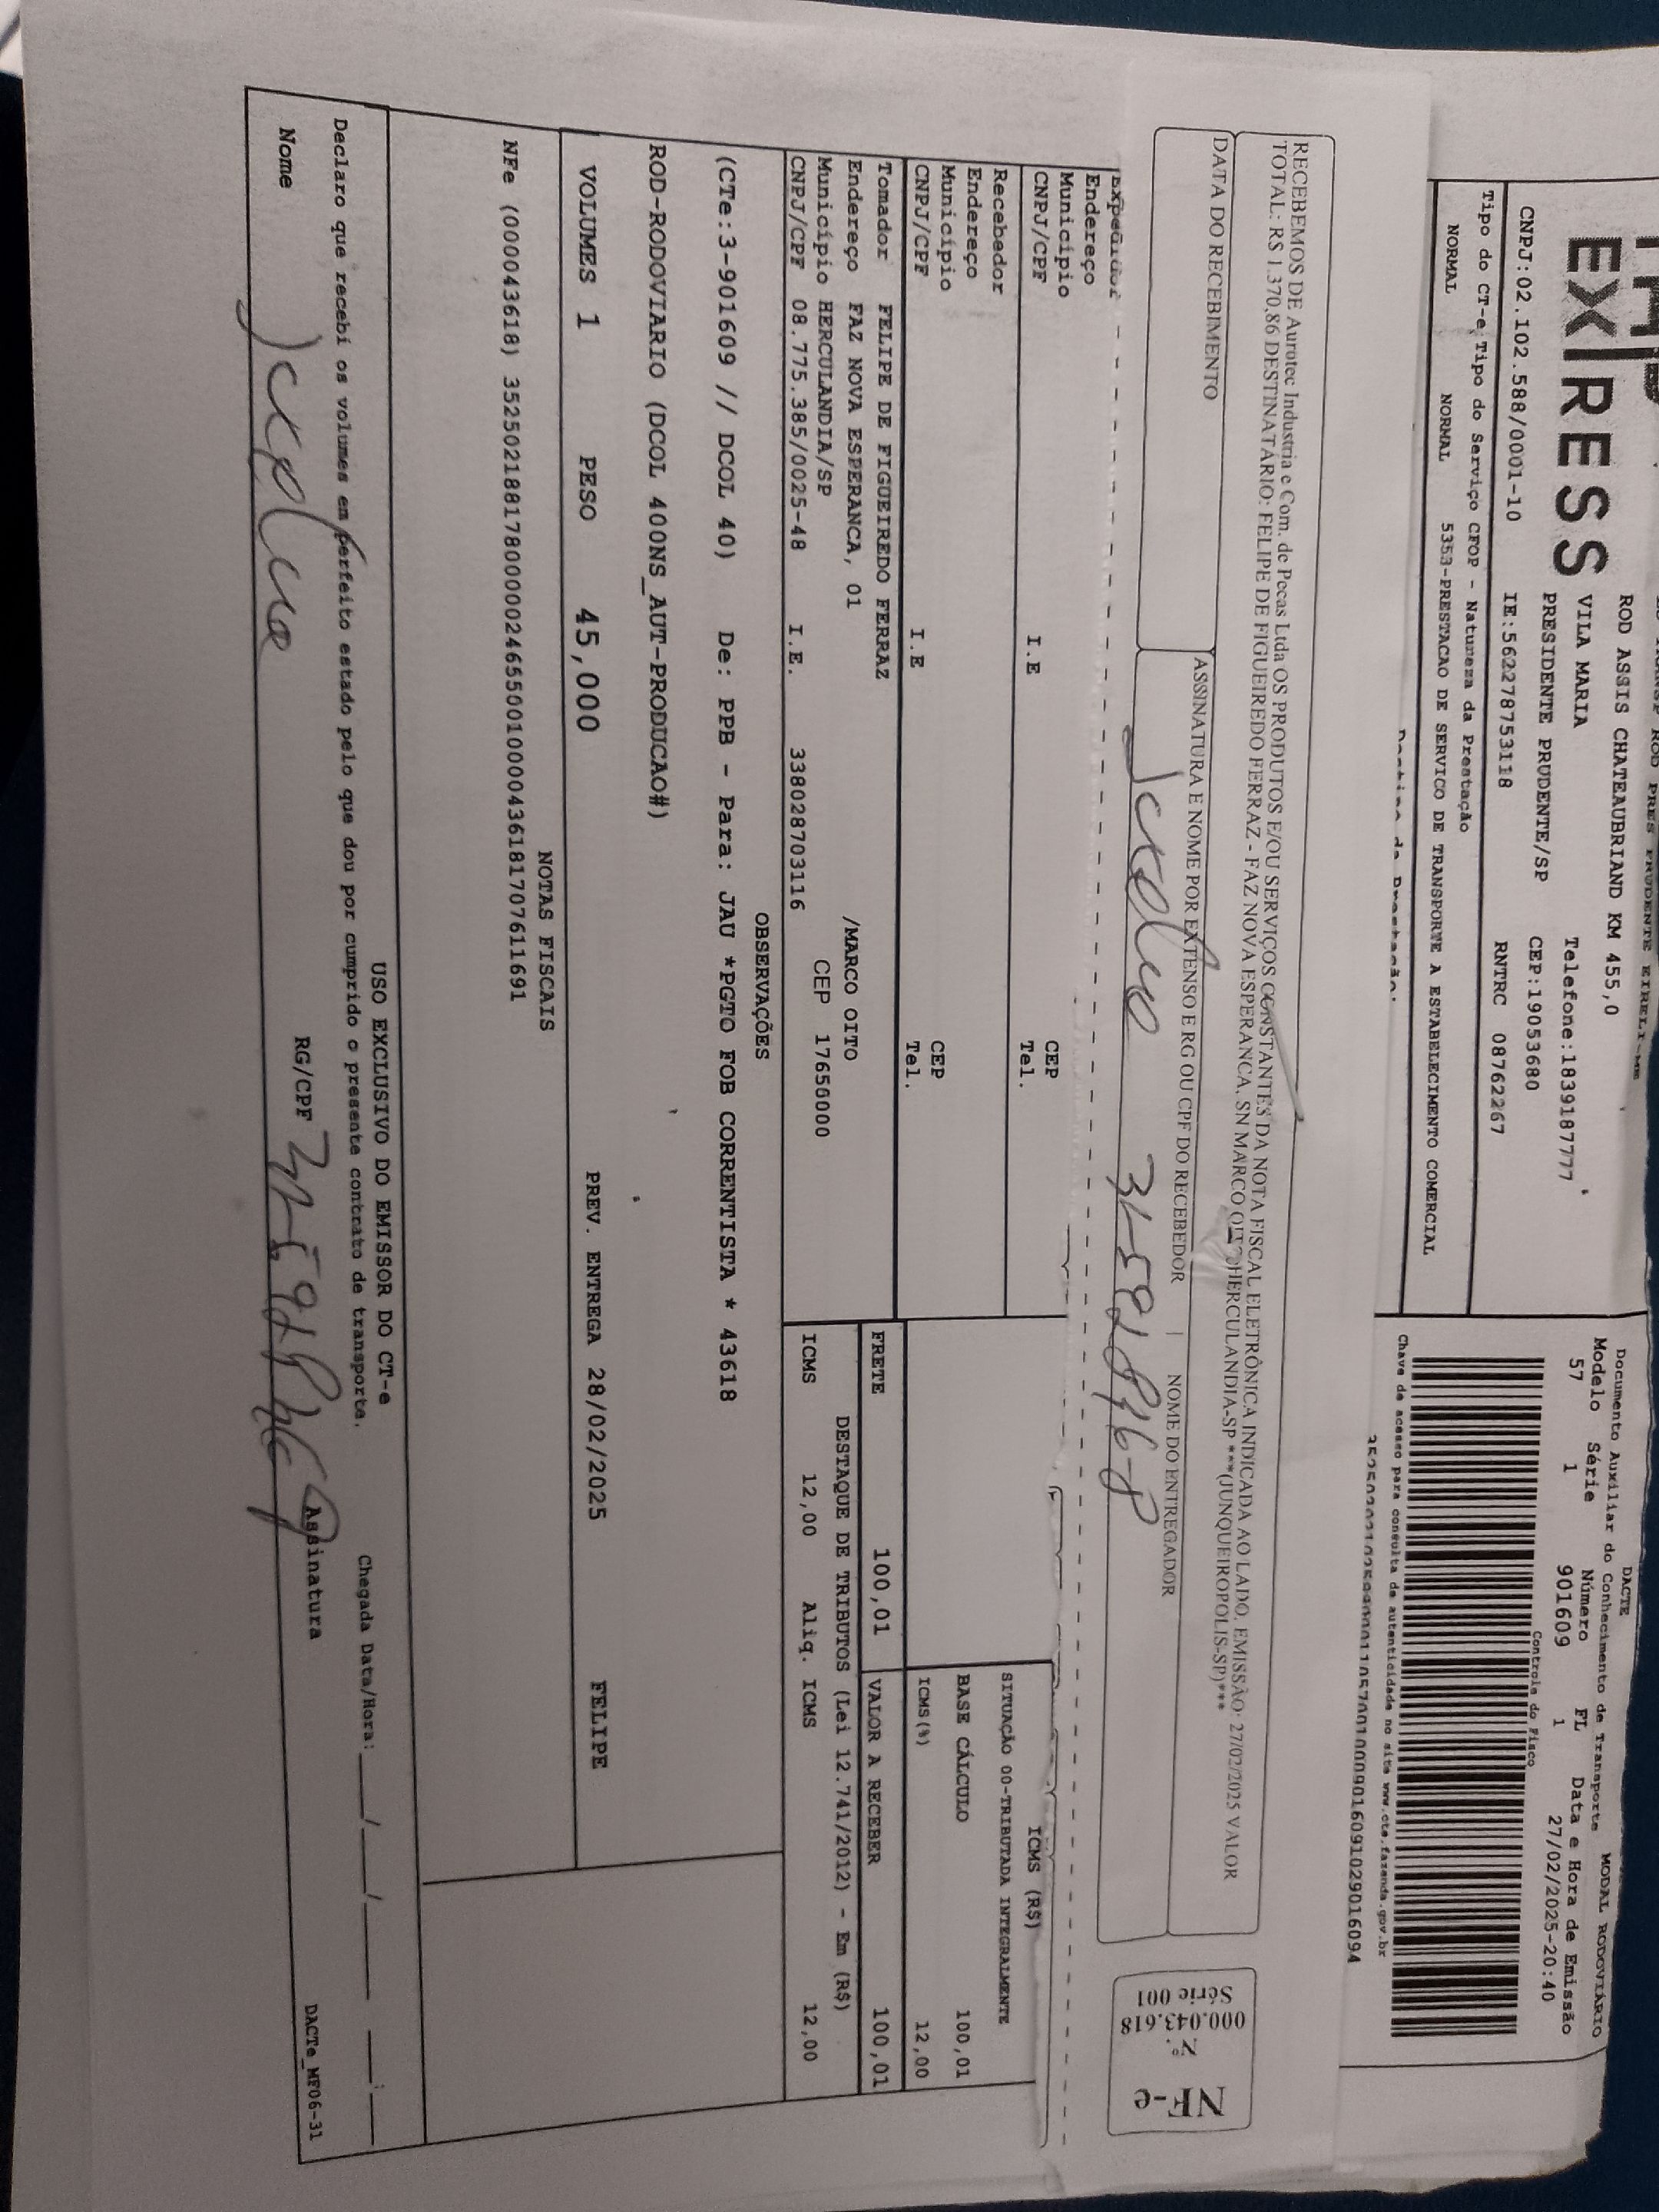 EXPRESS
ROD ASSIS CHATEAUBRIAND KM 455,0
VILA MARIA Telefone:1839187777
PRESIDENTE PRUDENTE/SP CEP:19053680
CNPJ:02.102.588/0001-10 IE:562278753118 RNTRC 08762267
Tipo do CT-e Tipo do Serviço CFOP - Natureza da Prestação
NORMAL NORMAL 5353-PRESTACAO DE SERVICO DE TRANSPORTE A ESTABELECIMENTO COMERCIAL
DACTE MODAL RODOVIÁRIO
Documento Auxiliar do Conhecimento de Transporte
Modelo Série Número FL Data e Hora de Emissão
57 1 901609 1 27/02/2025-20:40
Controle do Fisco
Chave de acesso para consulta de autenticidade no site www.cte.fazenda.gov.br
RECEBEMOS DE Aurotec Industria e Com. de Pecas Ltda OS PRODUTOS E/OU SERVIÇOS CONSTANTES DA NOTA FISCAL ELETRÔNICA INDICADA AO LADO. EMISSÃO: 27/02/2025 VALOR
TOTAL: R$ 1.370,86 DESTINATÁRIO: FELIPE DE FIGUEIREDO FERRAZ - FAZ NOVA ESPERANCA, SN MARCO OITO HERCULANDIA-SP ***(JUNQUEIROPOLIS-SP)***
DATA DO RECEBIMENTO
ASSINATURA E NOME POR EXTENSO E RG OU CPF DO RECEBEDOR | NOME DO ENTREGADOR
NF-e
Nº.
000.043.618
Série 001
Expedidor
Endereço
Município CEP
CNPJ/CPF I.E Tel.
Recebedor
Endereço
Município CEP
CNPJ/CPF I.E Tel.
ICMS (R$)
SITUAÇÃO 00-TRIBUTADA INTEGRALMENTE
BASE CÁLCULO 100,01
ICMS(%) 12,00
Tomador FELIPE DE FIGUEIREDO FERRAZ
Endereço FAZ NOVA ESPERANCA, 01 /MARCO OITO
Município HERCULANDIA/SP CEP 17650000
CNPJ/CPF 08.775.385/0025-48 I.E. 338028703116
FRETE 100,01 VALOR A RECEBER 100,01
DESTAQUE DE TRIBUTOS (Lei 12.741/2012) - Em (R$)
ICMS 12,00 Aliq. ICMS 12,00
OBSERVAÇÕES
(CTe:3-901609 // DCOL 40) De: PPB - Para: JAU *PGTO FOB CORRENTISTA * 43618
ROD-RODOVIARIO (DCOL 400NS_AUT-PRODUCAO#)
VOLUMES 1 PESO 45,000 PREV. ENTREGA 28/02/2025 FELIPE
NOTAS FISCAIS
NFe (000043618) 35250218817800000246550010000436181707611691
USO EXCLUSIVO DO EMISSOR DO CT-e
Declaro que recebi os volumes em perfeito estado pelo que dou por cumprido o presente contrato de transporte. Chegada Data/Hora:____/___/_____ ___:___
Nome RG/CPF Assinatura
DACTe_MF06-31